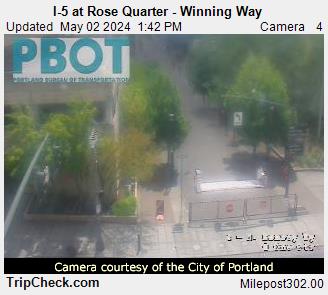 I-5 at Rose Quarter - Winning Way
Updated May 02 2024 1:42 PM Camera 4
PBOT
PORTLAND BUREAU OF TRANSPORTATION
Camera courtesy of the City of Portland
TripCheck.com Milepost302.00